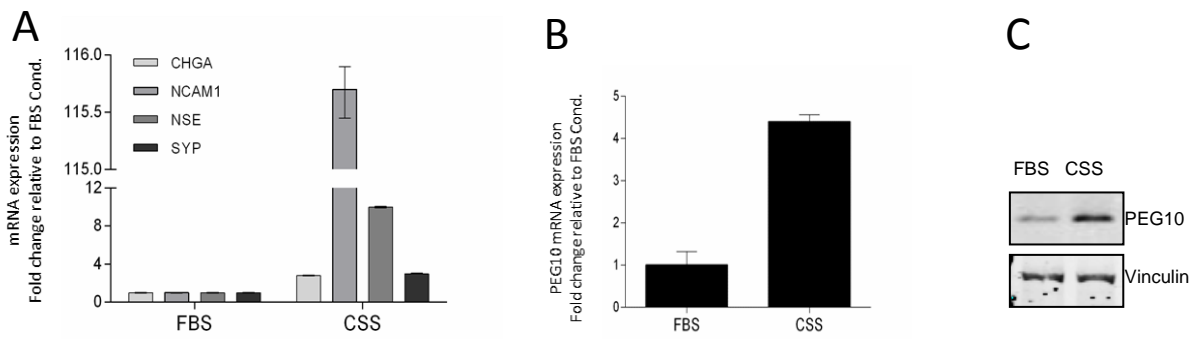 A
mRNA expression
Fold change relative to FBS Cond.
116.0
115.5
115.0
12
8
4
0
CHGA
NCAM1
NSE
SYP
FBS
CSS
B
PEG10 mRNA expression
Fold change relative to FBS Cond.
5
4
3
2
1
0
FBS
CSS
C
FBS CSS
PEG10
Vinculin